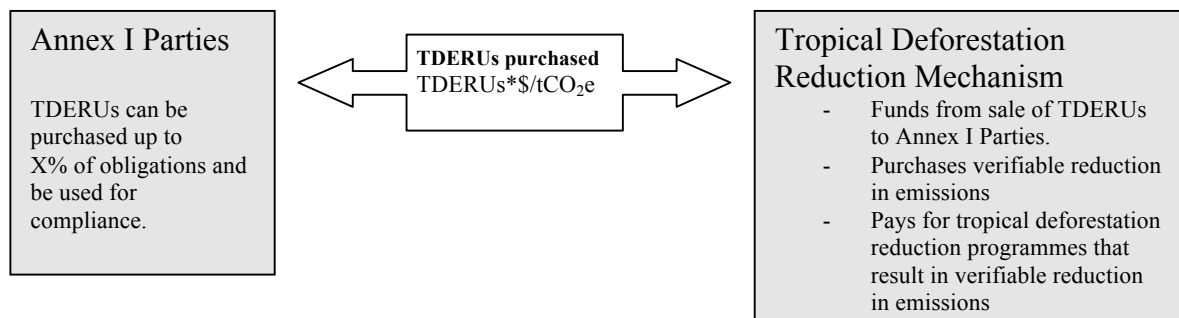 Annex I Parties
TDERUs can be
purchased up to
X% of obligations and
be used for
compliance.
TDERUs purchased
TDERUs*$/tCO₂e
Tropical Deforestation
Reduction Mechanism
- Funds from sale of TDERUs
to Annex I Parties.
- Purchases verifiable reduction
in emissions
- Pays for tropical deforestation
reduction programmes that
result in verifiable reduction
in emissions